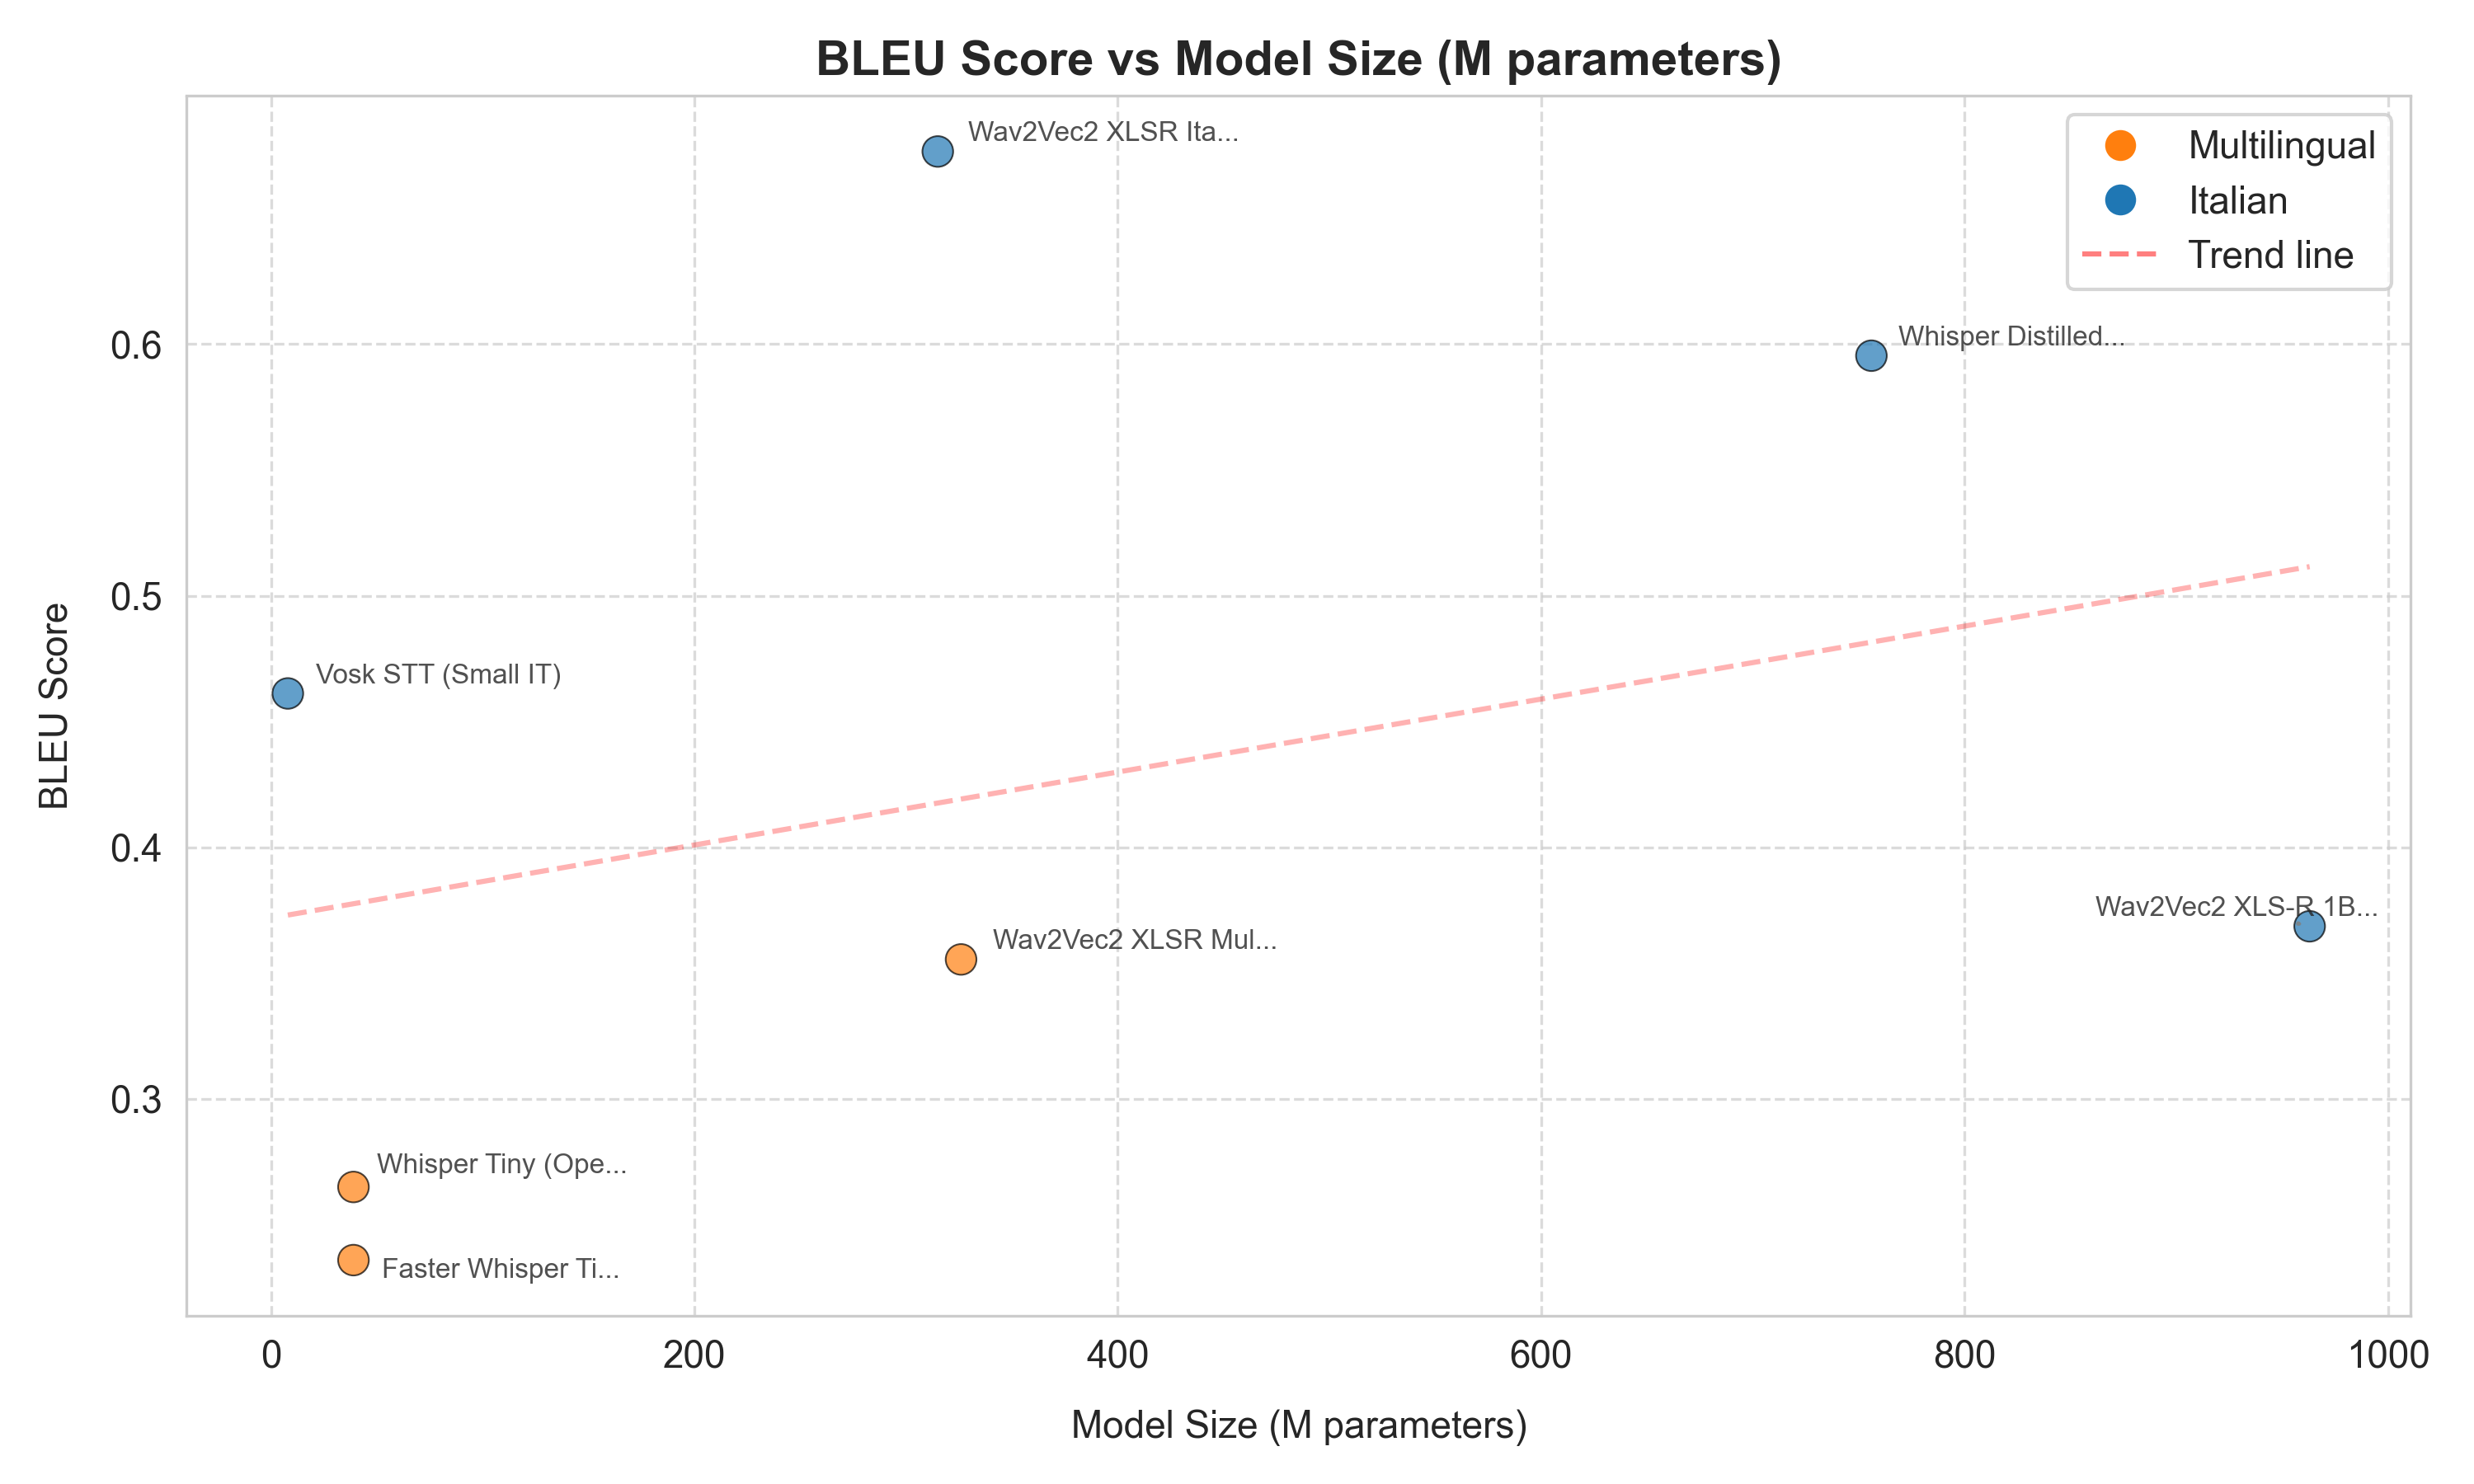 BLEU Score vs Model Size (M parameters)
Wav2Vec2 XLSR Ita...
Multilingual
Italian
Trend line
Whisper Distilled...
Vosk STT (Small IT)
Wav2Vec2 XLS-R 1B...
Wav2Vec2 XLSR Mul...
Whisper Tiny (Ope...
Faster Whisper Ti...
BLEU Score
0.6
0.5
0.4
0.3
0 200 400 600 800 1000
Model Size (M parameters)